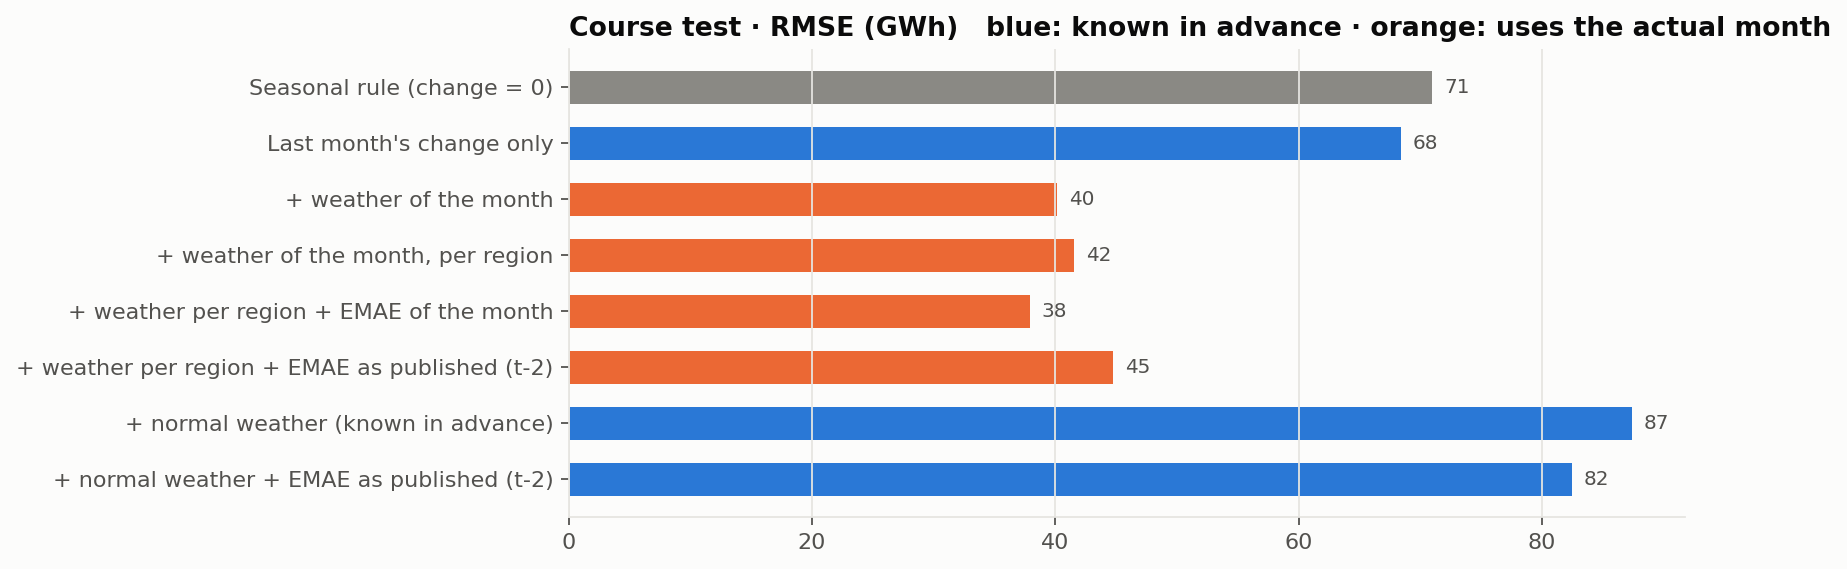 Course test · RMSE (GWh)   blue: known in advance · orange: uses the actual month
Seasonal rule (change = 0) 71
Last month's change only 68
+ weather of the month 40
+ weather of the month, per region 42
+ weather per region + EMAE of the month 38
+ weather per region + EMAE as published (t-2) 45
+ normal weather (known in advance) 87
+ normal weather + EMAE as published (t-2) 82
0 20 40 60 80